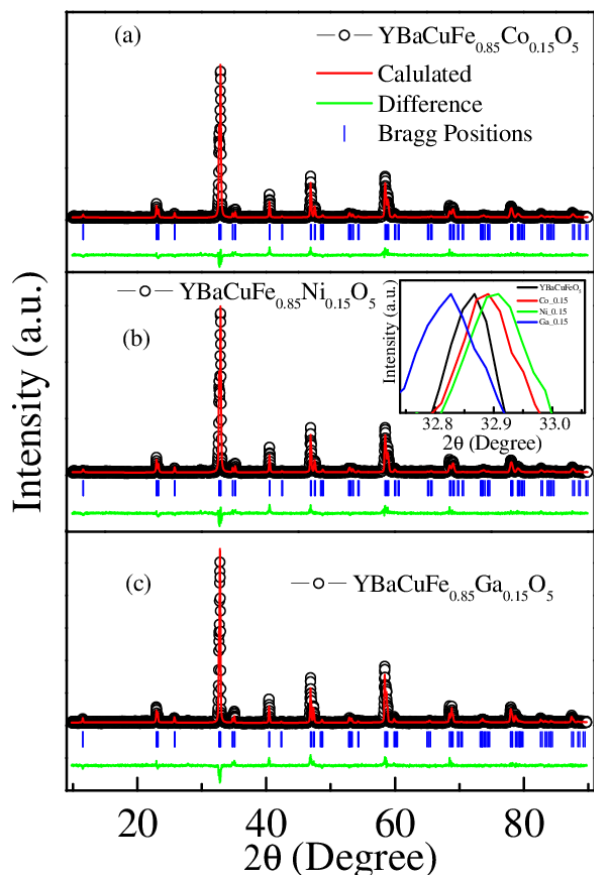 (a)
YBaCuFe0.85Co0.15O5
Calulated
Difference
Bragg Positions
Intensity (a.u.)
YBaCuFe0.85Ni0.15O5
(b)
YBaCuFeO5
Co_0.15
Ni_0.15
Ga_0.15
Intensity (a.u.)
32.8 32.9 33.0
2θ (Degree)
(c)
YBaCuFe0.85Ga0.15O5
20 40 60 80
2θ (Degree)